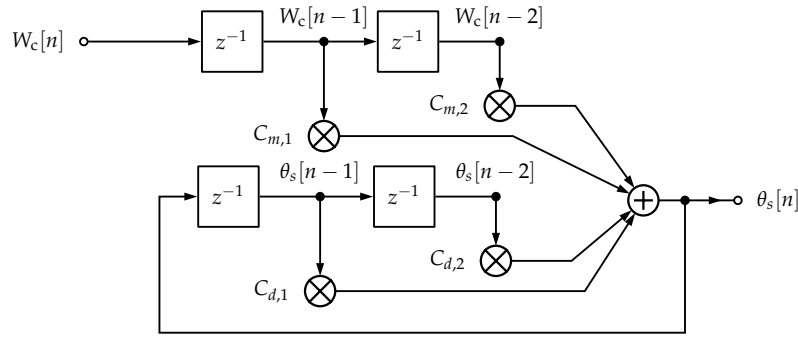 W_c[n]
z^{-1}
W_c[n − 1]
z^{-1}
W_c[n − 2]
C_{m,1}
C_{m,2}
z^{-1}
θ_s[n − 1]
z^{-1}
θ_s[n − 2]
θ_s[n]
C_{d,1}
C_{d,2}